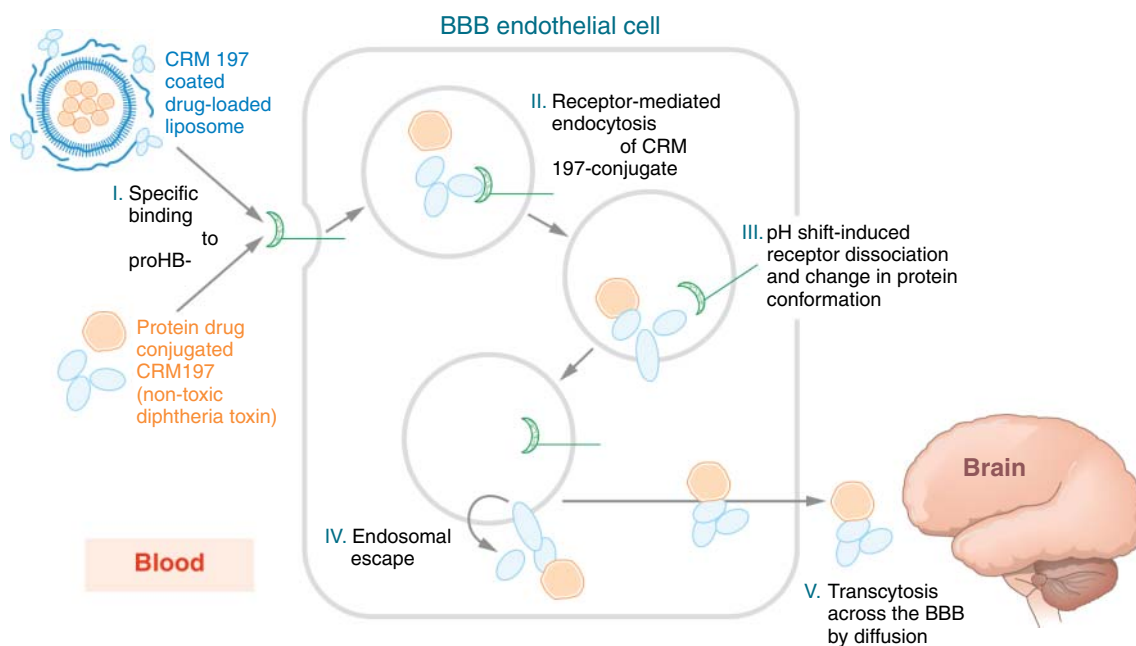 BBB endothelial cell
CRM 197
coated
drug-loaded
liposome
I. Specific
binding
to
proHB-
Protein drug
conjugated
CRM197
(non-toxic
diphtheria toxin)
II. Receptor-mediated
endocytosis
of CRM
197-conjugate
III. pH shift-induced
receptor dissociation
and change in protein
conformation
IV. Endosomal
escape
Brain
Blood
V. Transcytosis
across the BBB
by diffusion